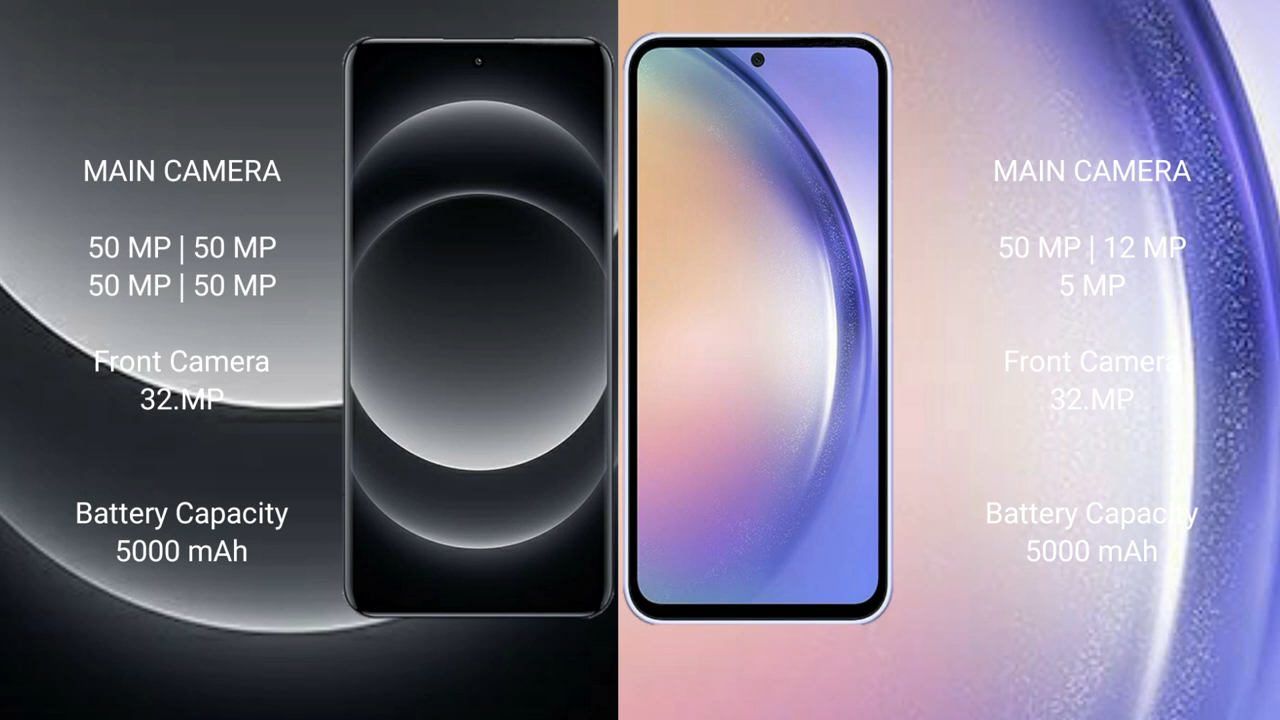 MAIN CAMERA
50 MP | 50 MP
50 MP | 50 MP
Front Camera
32.MP
Battery Capacity
5000 mAh
MAIN CAMERA
50 MP | 12 MP
5 MP
Front Camera
32.MP
Battery Capacity
5000 mAh